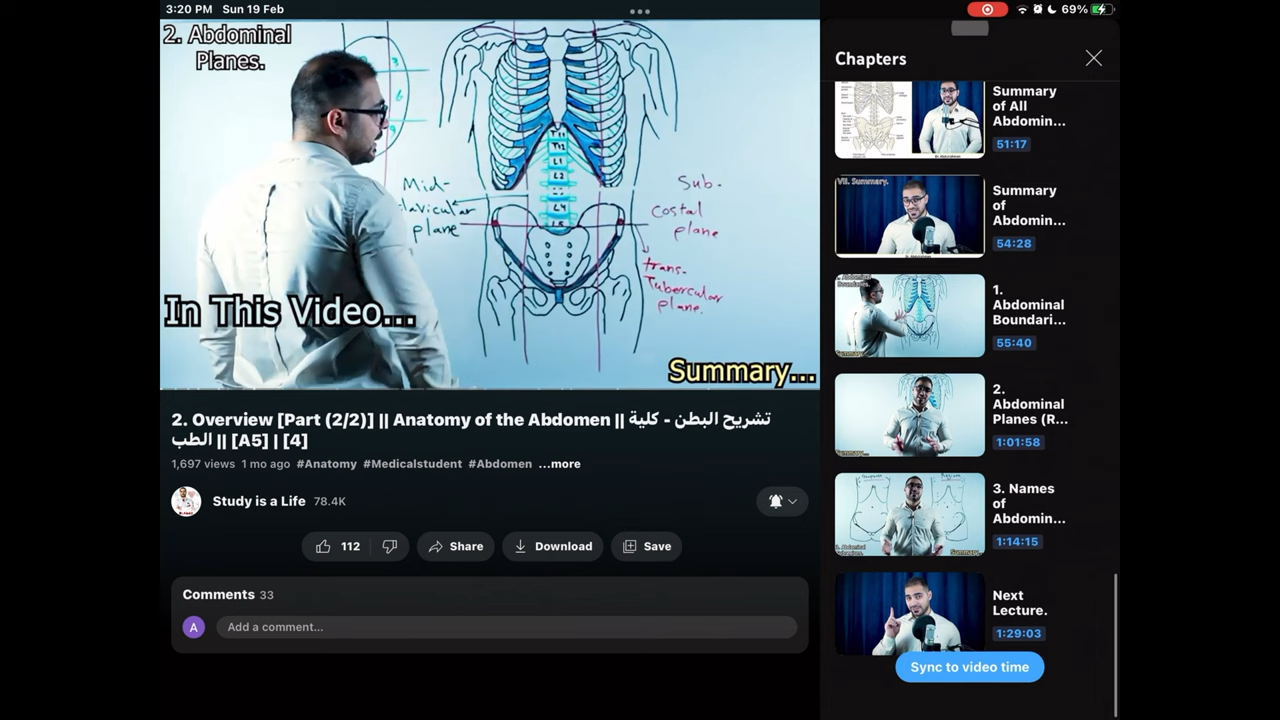 3:20 PM Sun 19 Feb
69%
2. Abdominal
Planes.
Mid-
clavicular
plane
T12
L1
L2
L4
L5
Sub-
Costal
plane
trans-
Tubercular
plane.
In This Video...
Summary...
2. Overview [Part (2/2)] || Anatomy of the Abdomen || تشريح البطن - كلية
الطب || [A5] | [4]
1,697 views 1 mo ago #Anatomy #Medicalstudent #Abdomen ...more
Study is a Life 78.4K
112
Share
Download
Save
Comments 33
A
Add a comment...
Chapters
Summary
of All
Abdomin...
51:17
VII. Summary.
Summary
of
Abdomin...
54:28
1.
Abdominal
Boundari...
55:40
2.
Abdominal
Planes (R...
1:01:58
3. Names
of
Abdomin...
1:14:15
Summary...
Next
Lecture.
1:29:03
Sync to video time